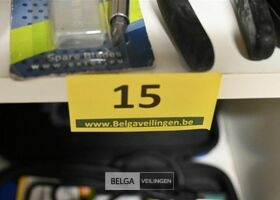 Spare Blades
15
www.Belgaveilingen.be
BELGA VEILINGEN